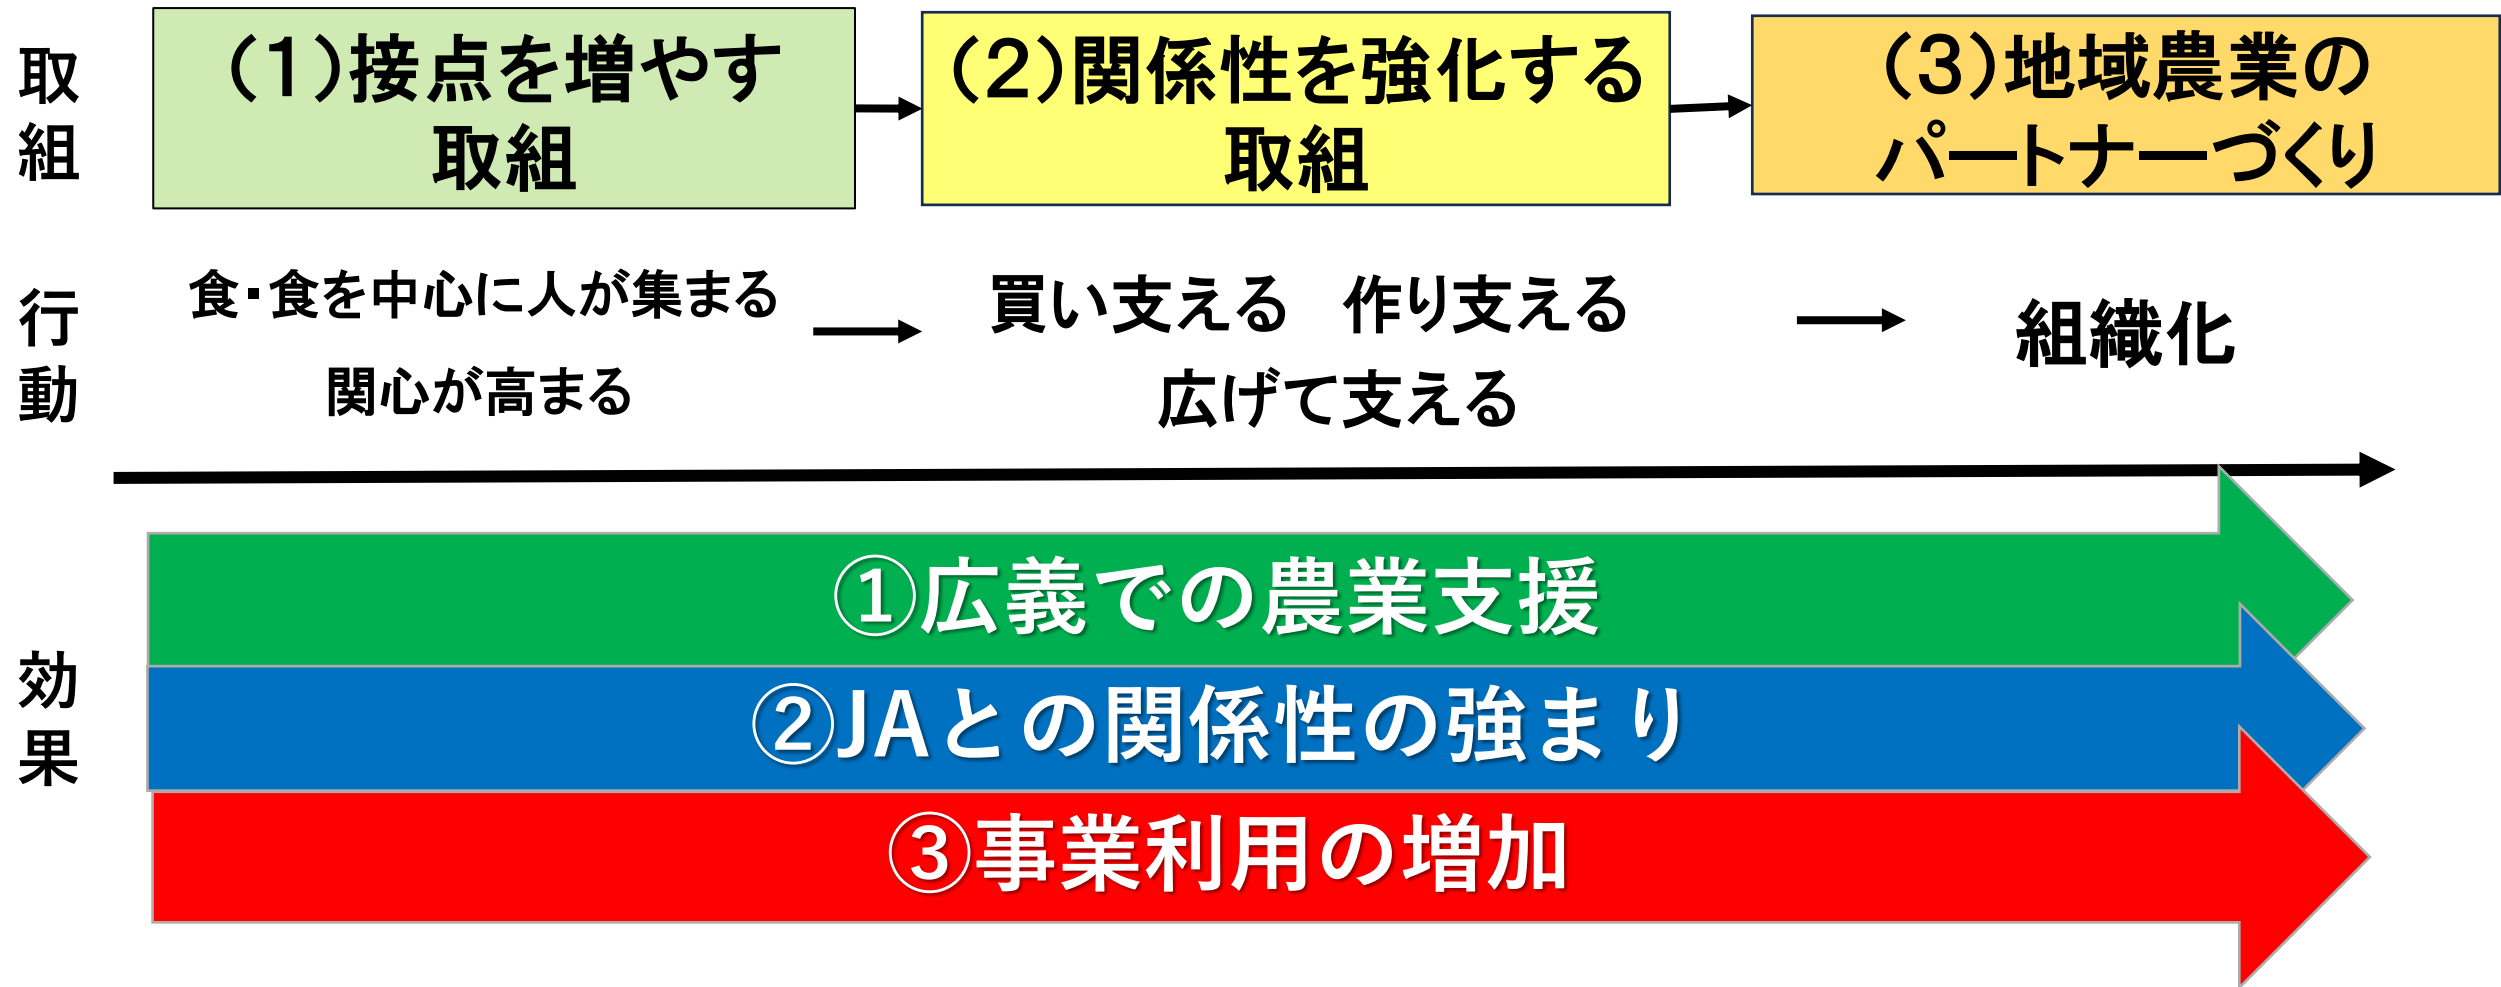 取組
(1)接点を増やす
取組
(2)関係性を強化する
取組
(3)地域農業の
パートナーづくり
行動
食・食を中心に人が集まる
関心が高まる
買い支える 作り支える
広げて支える
組織化
効果
①広義での農業支援
②JAとの関係性の強まり
③事業利用の増加